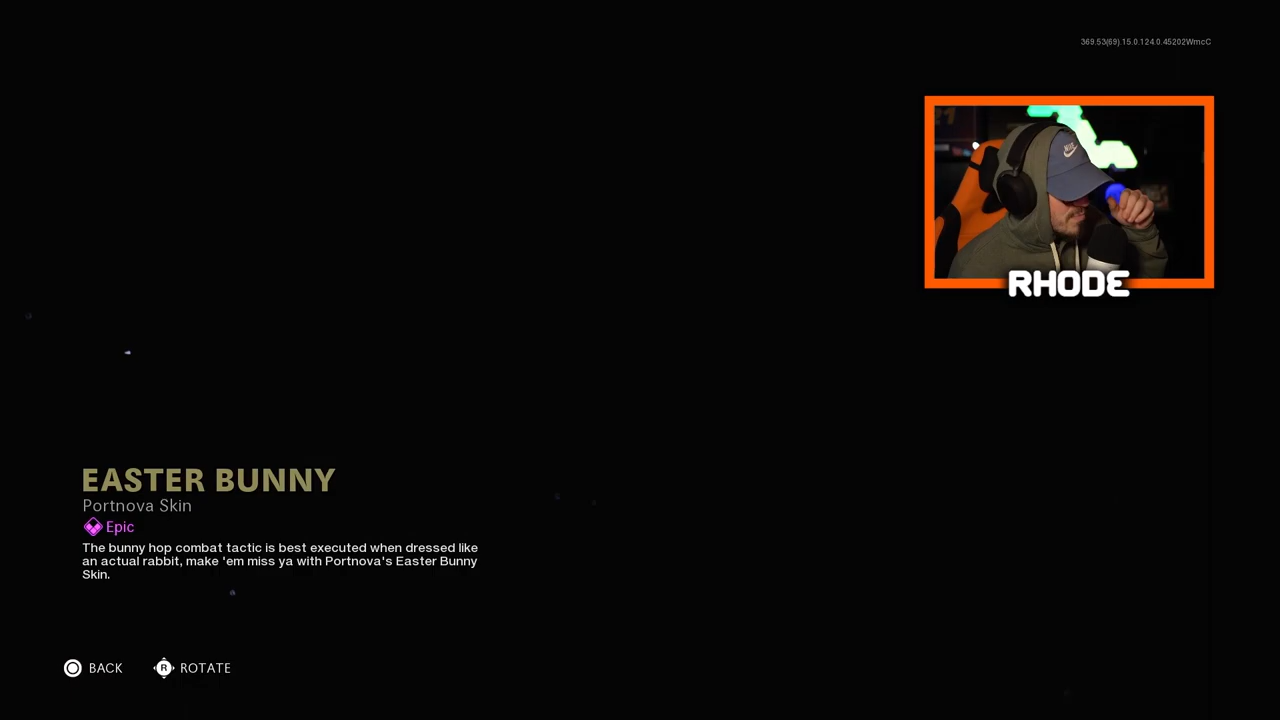 369.53(69).15.0.124.0.45202WmcC
RHODE
EASTER BUNNY
Portnova Skin
Epic
The bunny hop combat tactic is best executed when dressed like
an actual rabbit, make 'em miss ya with Portnova's Easter Bunny
Skin.
BACK
R
ROTATE